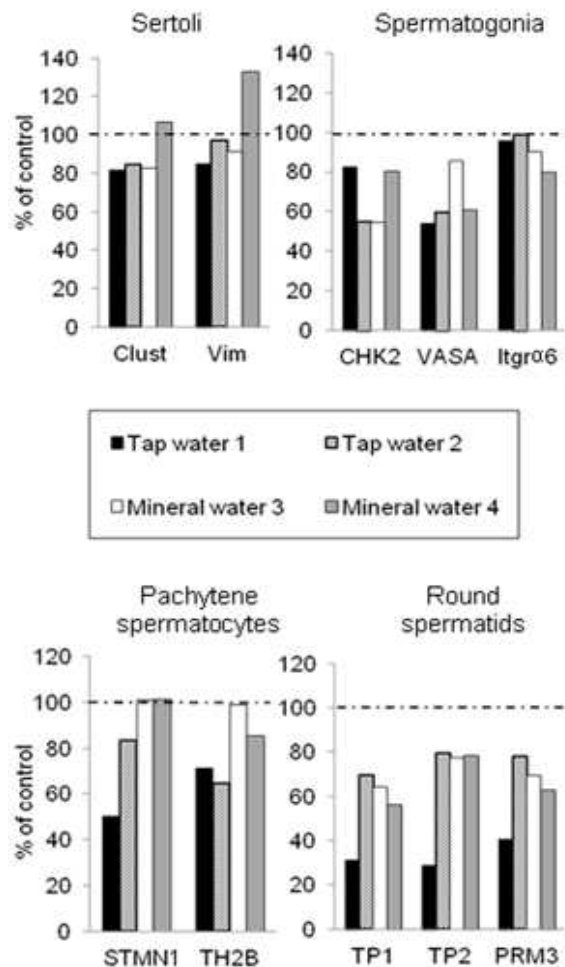 Sertoli
Spermatogonia
% of control
140
120
100
80
60
40
20
0
Clust Vim
140
120
100
80
60
40
20
0
CHK2 VASA Itgrα6
Tap water 1 Tap water 2
Mineral water 3 Mineral water 4
Pachytene
spermatocytes
Round
spermatids
% of control
120
100
80
60
40
20
0
STMN1 TH2B
120
100
80
60
40
20
0
TP1 TP2 PRM3